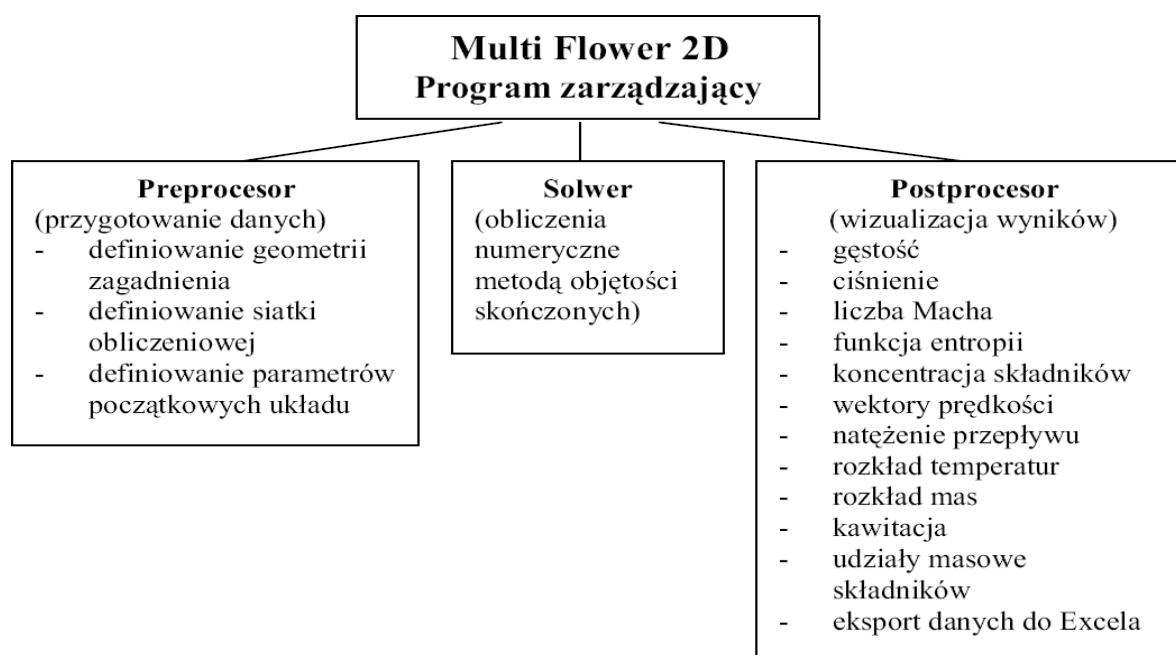 Multi Flower 2D
Program zarządzający
Preprocesor
(przygotowanie danych)
- definiowanie geometrii
zagadnienia
- definiowanie siatki
obliczeniowej
- definiowanie parametrów
początkowych układu
Solwer
(obliczenia
numeryczne
metodą objętości
skończonych)
Postprocesor
(wizualizacja wyników)
- gęstość
- ciśnienie
- liczba Macha
- funkcja entropii
- koncentracja składników
- wektory prędkości
- natężenie przepływu
- rozkład temperatur
- rozkład mas
- kawitacja
- udziały masowe
składników
- eksport danych do Excela